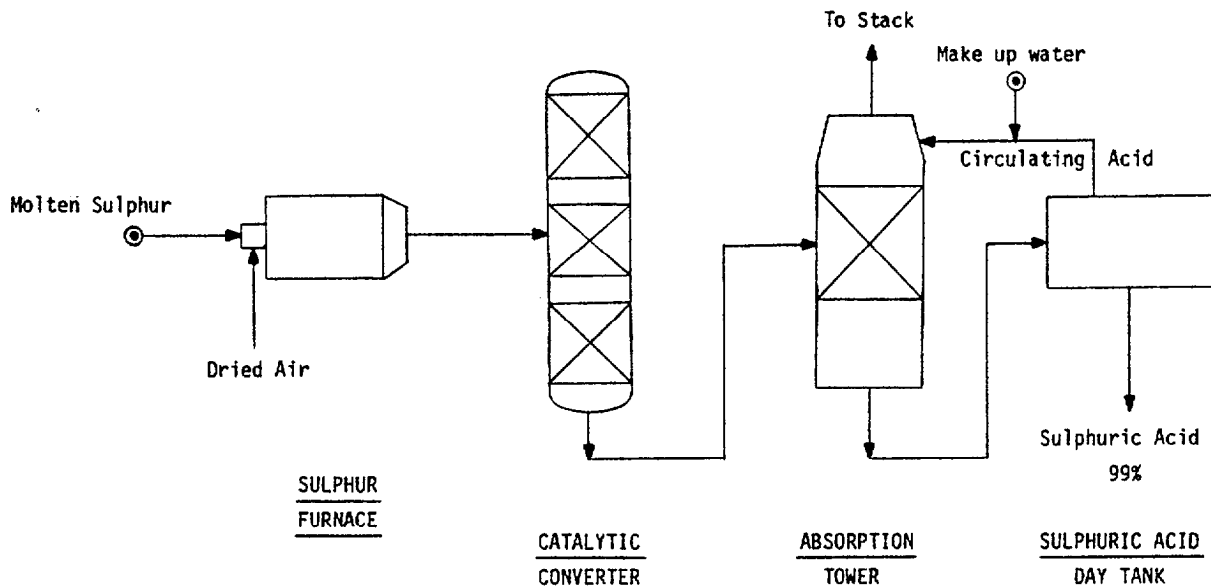 To Stack
Make up water
Circulating Acid
Molten Sulphur
Dried Air
Sulphuric Acid
99%
SULPHUR
FURNACE
CATALYTIC
CONVERTER
ABSORPTION
TOWER
SULPHURIC ACID
DAY TANK